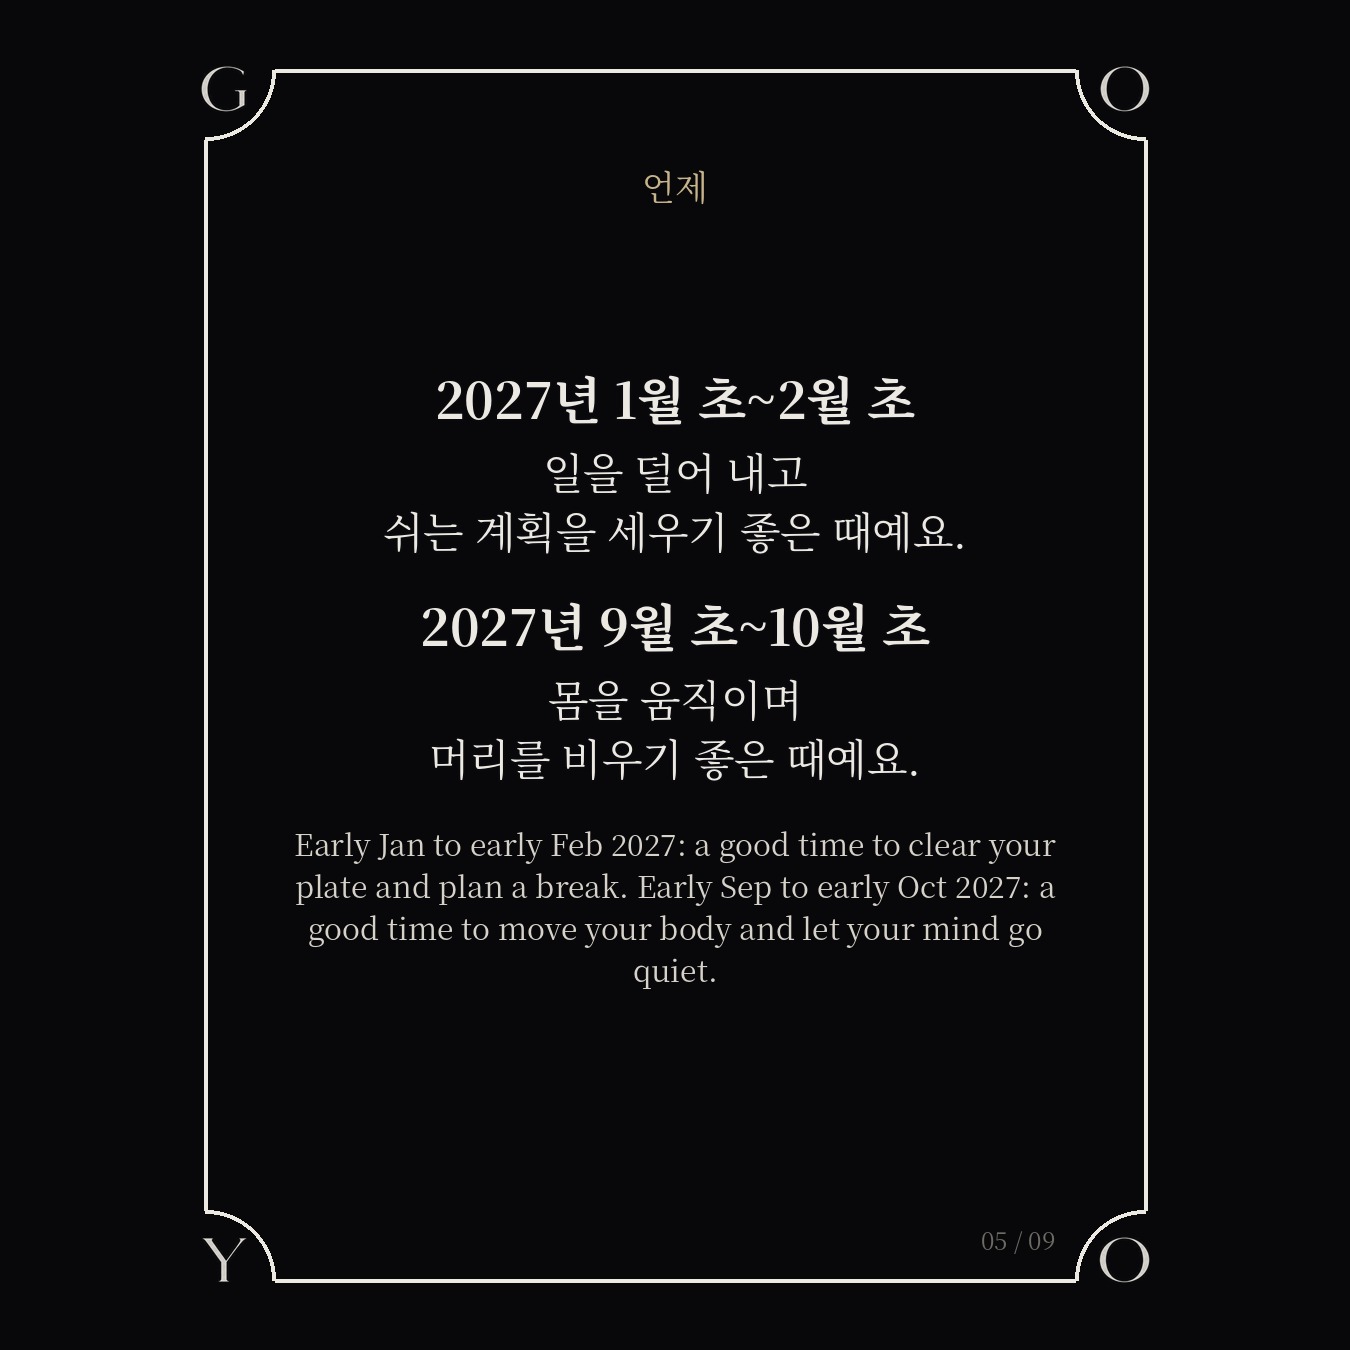 G O
언제
2027년 1월 초~2월 초
일을 덜어 내고
쉬는 계획을 세우기 좋은 때예요.
2027년 9월 초~10월 초
몸을 움직이며
머리를 비우기 좋은 때예요.
Early Jan to early Feb 2027: a good time to clear your
plate and plan a break. Early Sep to early Oct 2027: a
good time to move your body and let your mind go
quiet.
05 / 09
Y O